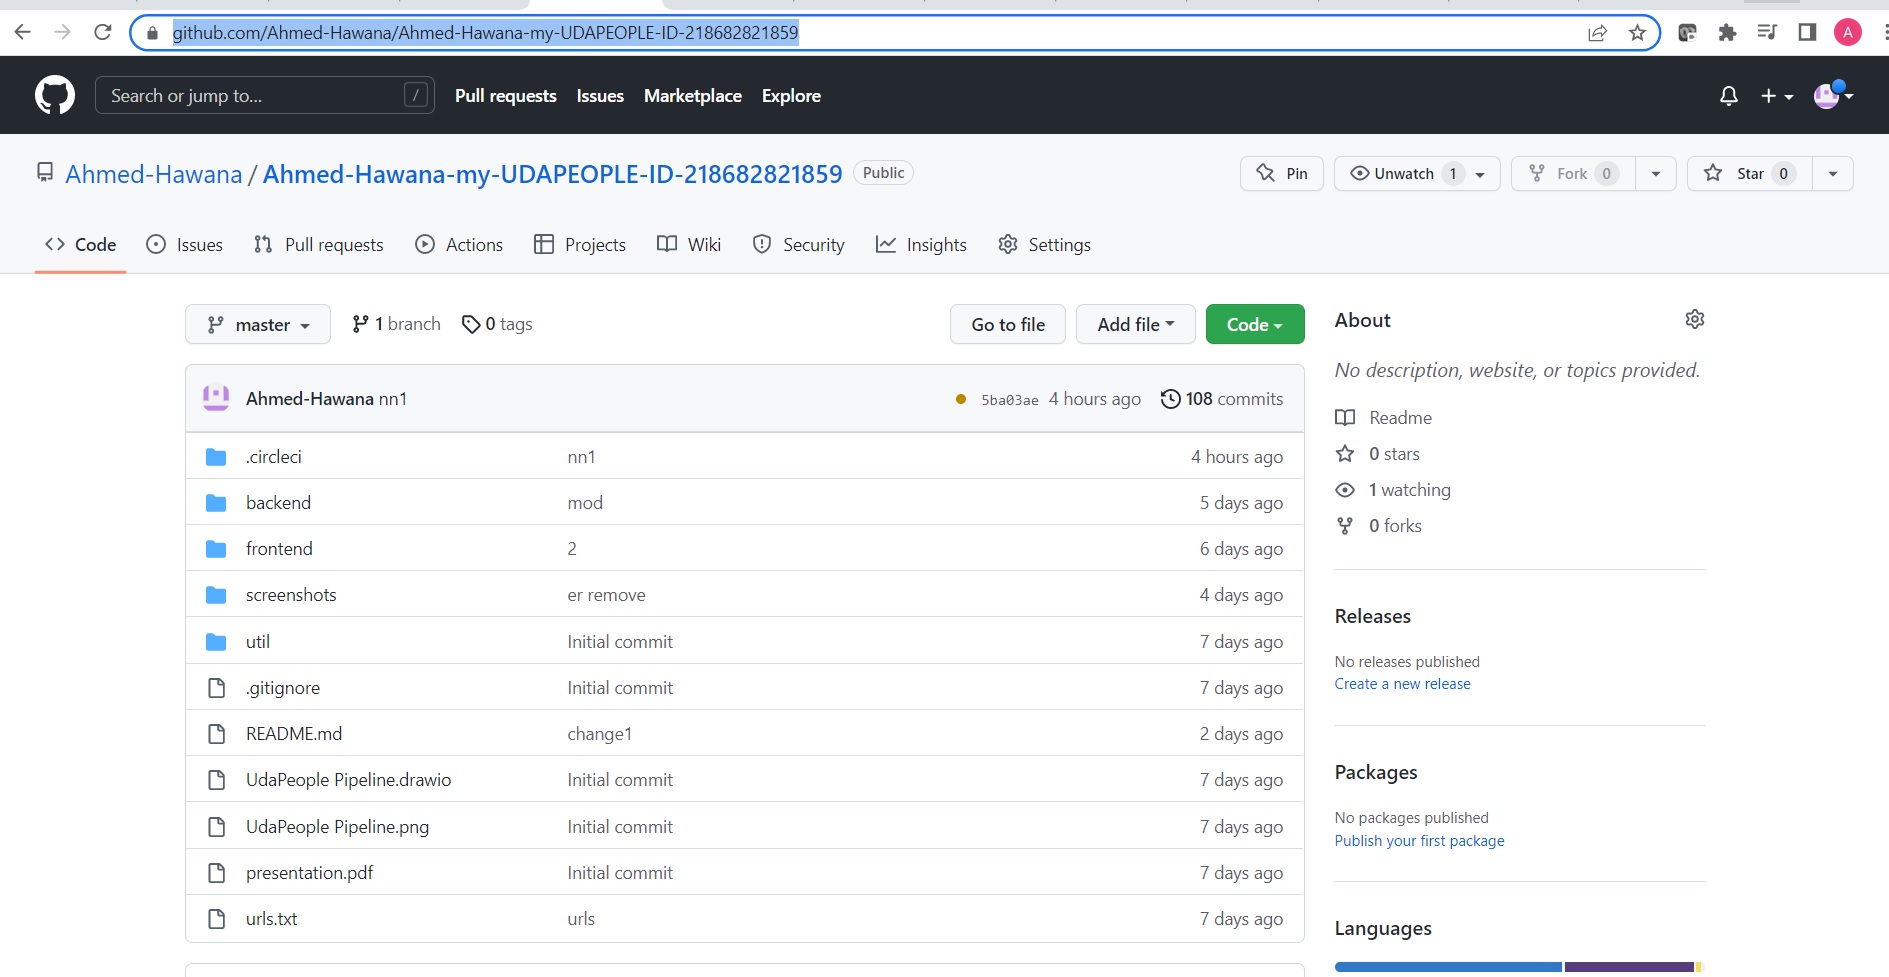 github.com/Ahmed-Hawana/Ahmed-Hawana-my-UDAPEOPLE-ID-218682821859
A
Search or jump to... /
Pull requests Issues Marketplace Explore
Ahmed-Hawana / Ahmed-Hawana-my-UDAPEOPLE-ID-218682821859 Public
Pin Unwatch 1 Fork 0 Star 0
Code Issues Pull requests Actions Projects Wiki Security Insights Settings
master 1 branch 0 tags Go to file Add file Code
Ahmed-Hawana nn1 5ba03ae 4 hours ago 108 commits
.circleci nn1 4 hours ago
backend mod 5 days ago
frontend 2 6 days ago
screenshots er remove 4 days ago
util Initial commit 7 days ago
.gitignore Initial commit 7 days ago
README.md change1 2 days ago
UdaPeople Pipeline.drawio Initial commit 7 days ago
UdaPeople Pipeline.png Initial commit 7 days ago
presentation.pdf Initial commit 7 days ago
urls.txt urls 7 days ago
About
No description, website, or topics provided.
Readme
0 stars
1 watching
0 forks
Releases
No releases published
Create a new release
Packages
No packages published
Publish your first package
Languages